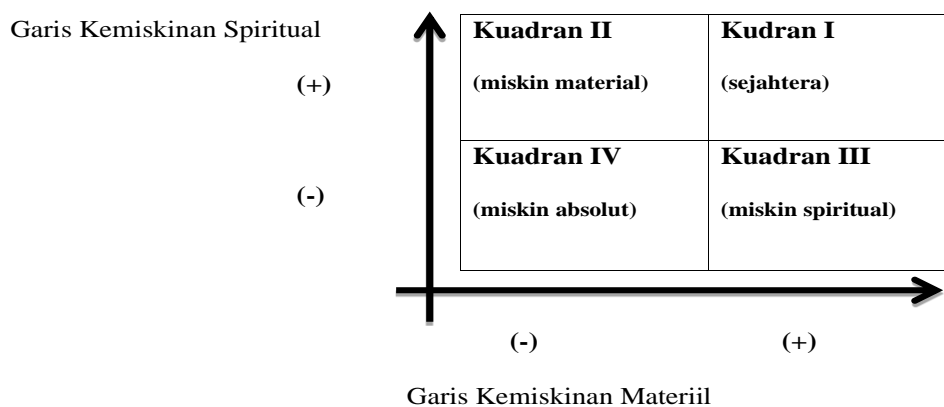 Garis Kemiskinan Spiritual
Kuadran II
Kudran I
(+)
(miskin material)
(sejahtera)
Kuadran IV
Kuadran III
(-)
(miskin absolut)
(miskin spiritual)
(-)
(+)
Garis Kemiskinan Materiil